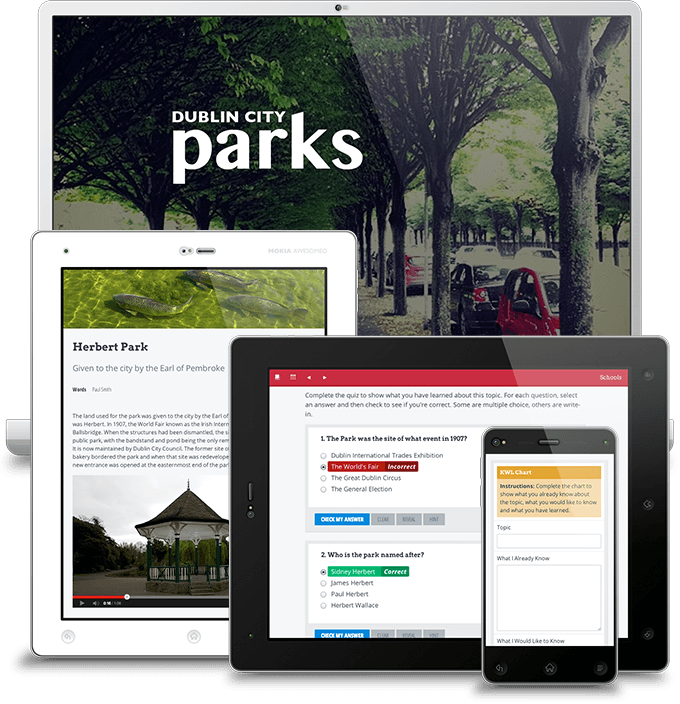 DUBLIN CITY
parks
MOKIA AWESOMEO
Herbert Park
Given to the city by the Earl of Pembroke
Words Paul Smith
The land used for the park was given to the city by the Earl of
was Herbert. In 1907, the World Fair known as the Irish Intern
Ballsbridge. When the structures had been dismantled, the si
public park, with the bandstand and pond being the only rem
It is now maintained by Dublin City Council. The former site o
bakery bordered the park and when that site was redevelope
new entrance was opened at the easternmost end of the par
0:16 / 1:08
Schools
Complete the quiz to show what you have learned about this topic. For each question, select
an answer and then check to see if you're correct. Some are multiple choice, others are write-
in.
1. The Park was the site of what event in 1907?
Dublin International Trades Exhibition
The World's Fair Incorrect
The Great Dublin Circus
The General Election
CHECK MY ANSWER CLEAR REVEAL HINT
2. Who is the park named after?
Sidney Herbert Correct
James Herbert
Paul Herbert
Herbert Wallace
CHECK MY ANSWER CLEAR REVEAL HINT
KWL Chart
Instructions: Complete the chart to
show what you already know about
the topic, what you would like to know
and what you have learned.
Topic
What I Already Know
What I Would Like to Know